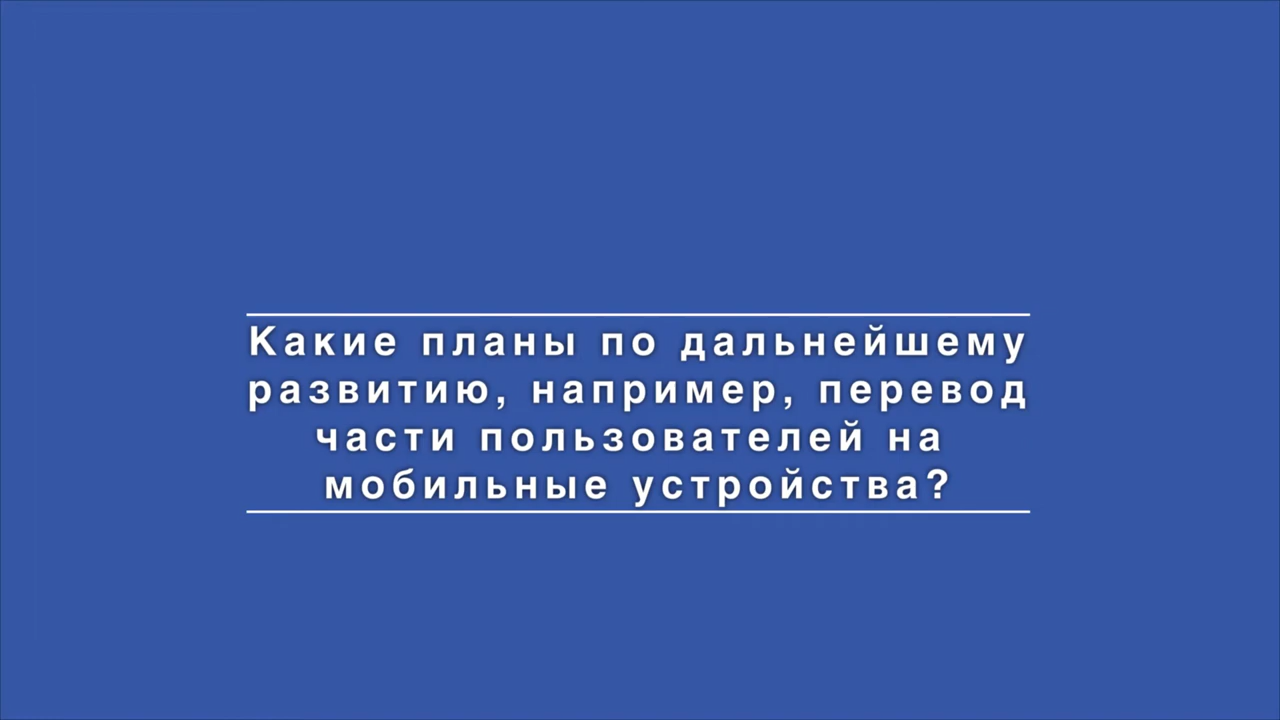 Какие планы по дальнейшему
развитию, например, перевод
части пользователей на
мобильные устройства?